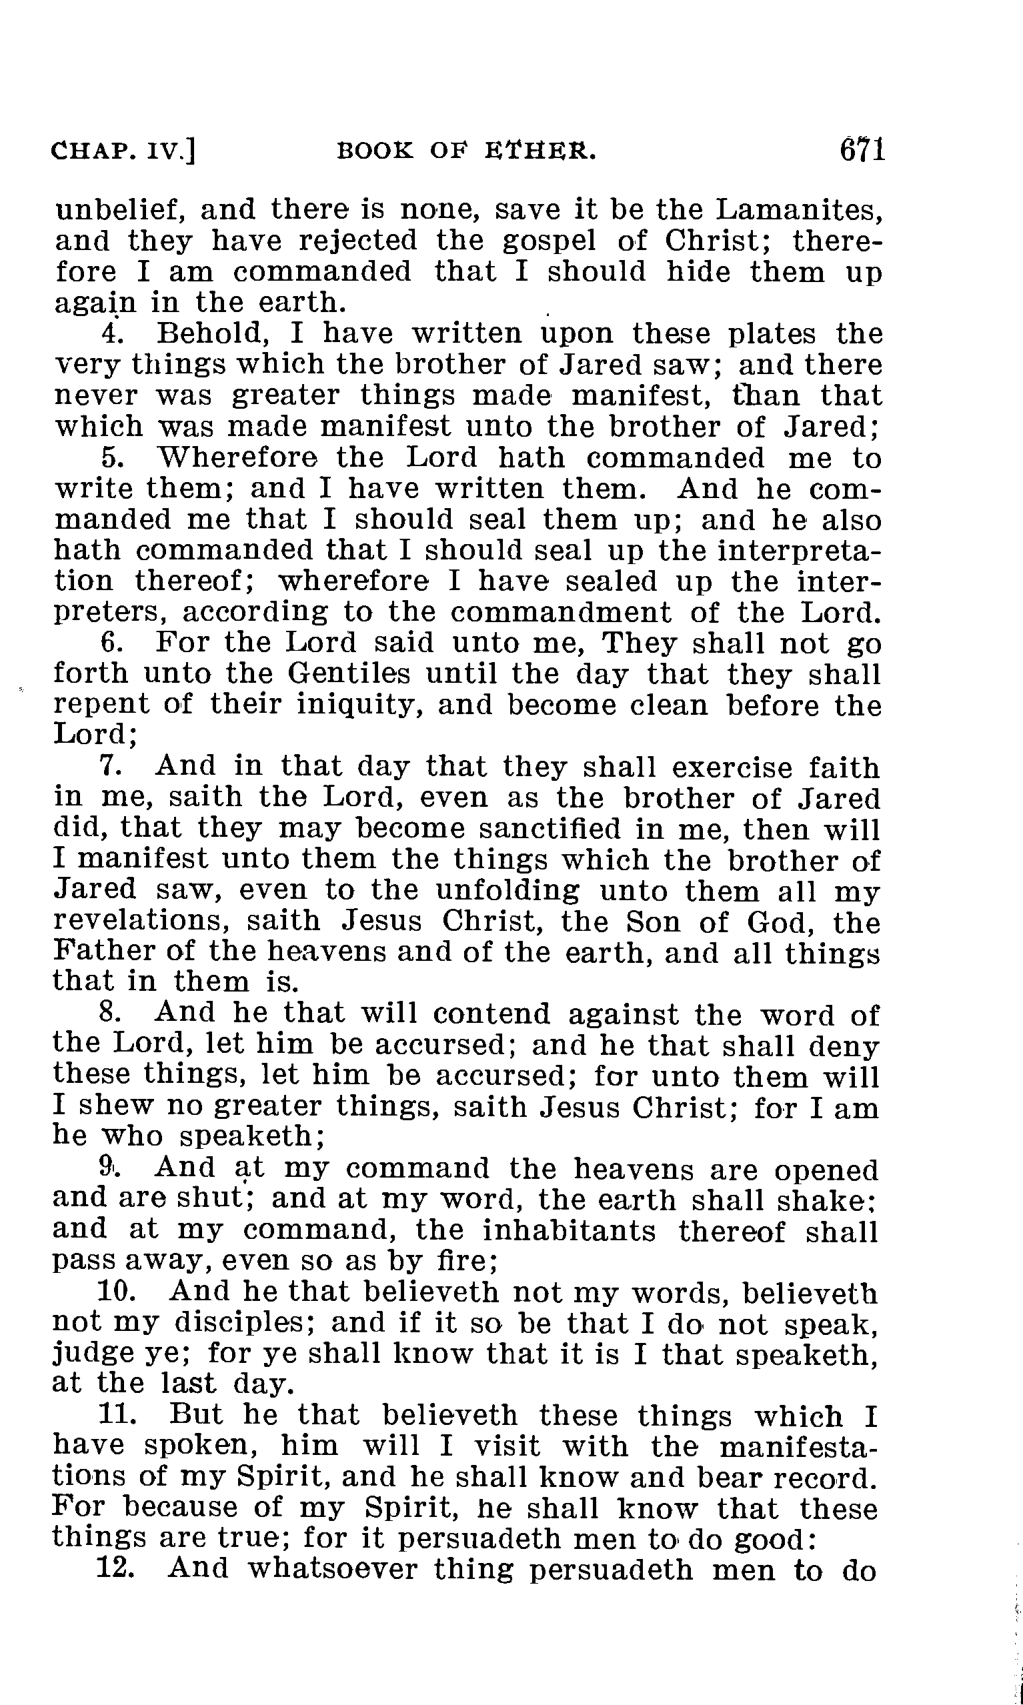 CHAP. IV.] BOOK OF ETHER. 671
unbelief, and there is none, save it be the Lamanites,
and they have rejected the gospel of Christ; there-
fore I am commanded that I should hide them up
again in the earth.
4. Behold, I have written upon these plates the
very things which the brother of Jared saw; and there
never was greater things made manifest, than that
which was made manifest unto the brother of Jared;
5. Wherefore the Lord hath commanded me to
write them; and I have written them. And he com-
manded me that I should seal them up; and he also
hath commanded that I should seal up the interpreta-
tion thereof; wherefore I have sealed up the inter-
preters, according to the commandment of the Lord.
6. For the Lord said unto me, They shall not go
forth unto the Gentiles until the day that they shall
repent of their iniquity, and become clean before the
Lord;
7. And in that day that they shall exercise faith
in me, saith the Lord, even as the brother of Jared
did, that they may become sanctified in me, then will
I manifest unto them the things which the brother of
Jared saw, even to the unfolding unto them all my
revelations, saith Jesus Christ, the Son of God, the
Father of the heavens and of the earth, and all things
that in them is.
8. And he that will contend against the word of
the Lord, let him be accursed; and he that shall deny
these things, let him be accursed; for unto them will
I shew no greater things, saith Jesus Christ; for I am
he who speaketh;
9. And at my command the heavens are opened
and are shut; and at my word, the earth shall shake;
and at my command, the inhabitants thereof shall
pass away, even so as by fire;
10. And he that believeth not my words, believeth
not my disciples; and if it so be that I do not speak,
judge ye; for ye shall know that it is I that speaketh,
at the last day.
11. But he that believeth these things which I
have spoken, him will I visit with the manifesta-
tions of my Spirit, and he shall know and bear record.
For because of my Spirit, he shall know that these
things are true; for it persuadeth men to do good:
12. And whatsoever thing persuadeth men to do